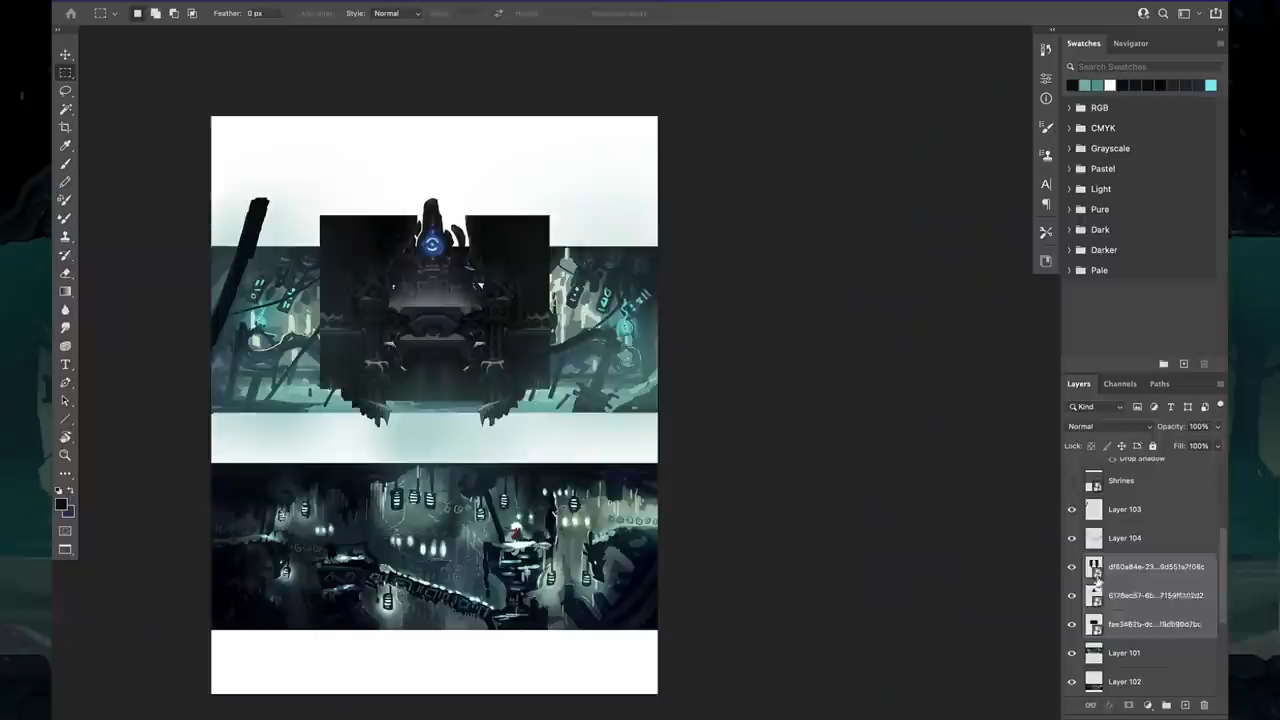 Feather: 0 px
Style: Normal
Swatches Navigator
Search Swatches
RGB
CMYK
Grayscale
Pastel
Light
Pure
Dark
Darker
Pale
Layers Channels Paths
Kind
Normal Opacity: 100%
Lock: Fill: 100%
Drop Shadow
Shrines
Layer 103
Layer 104
Layer 101
Layer 102